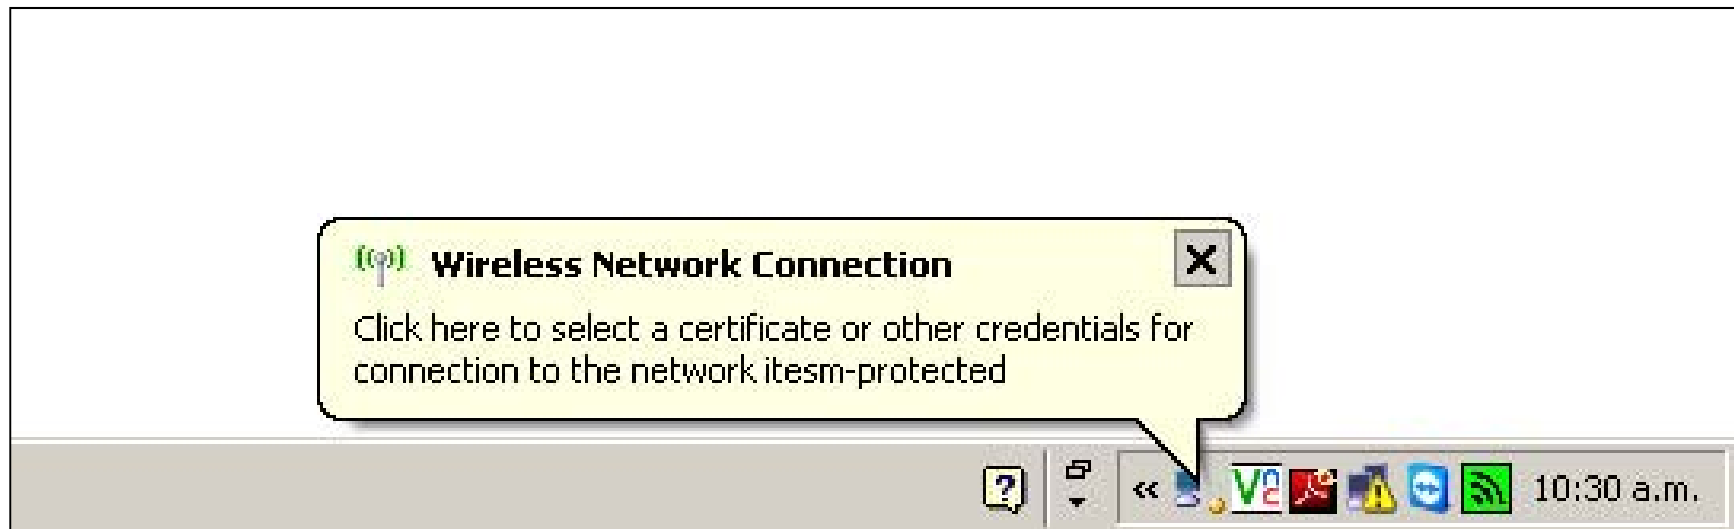 Wireless Network Connection
Click here to select a certificate or other credentials for
connection to the network itesm-protected
? « Vnc 10:30 a.m.